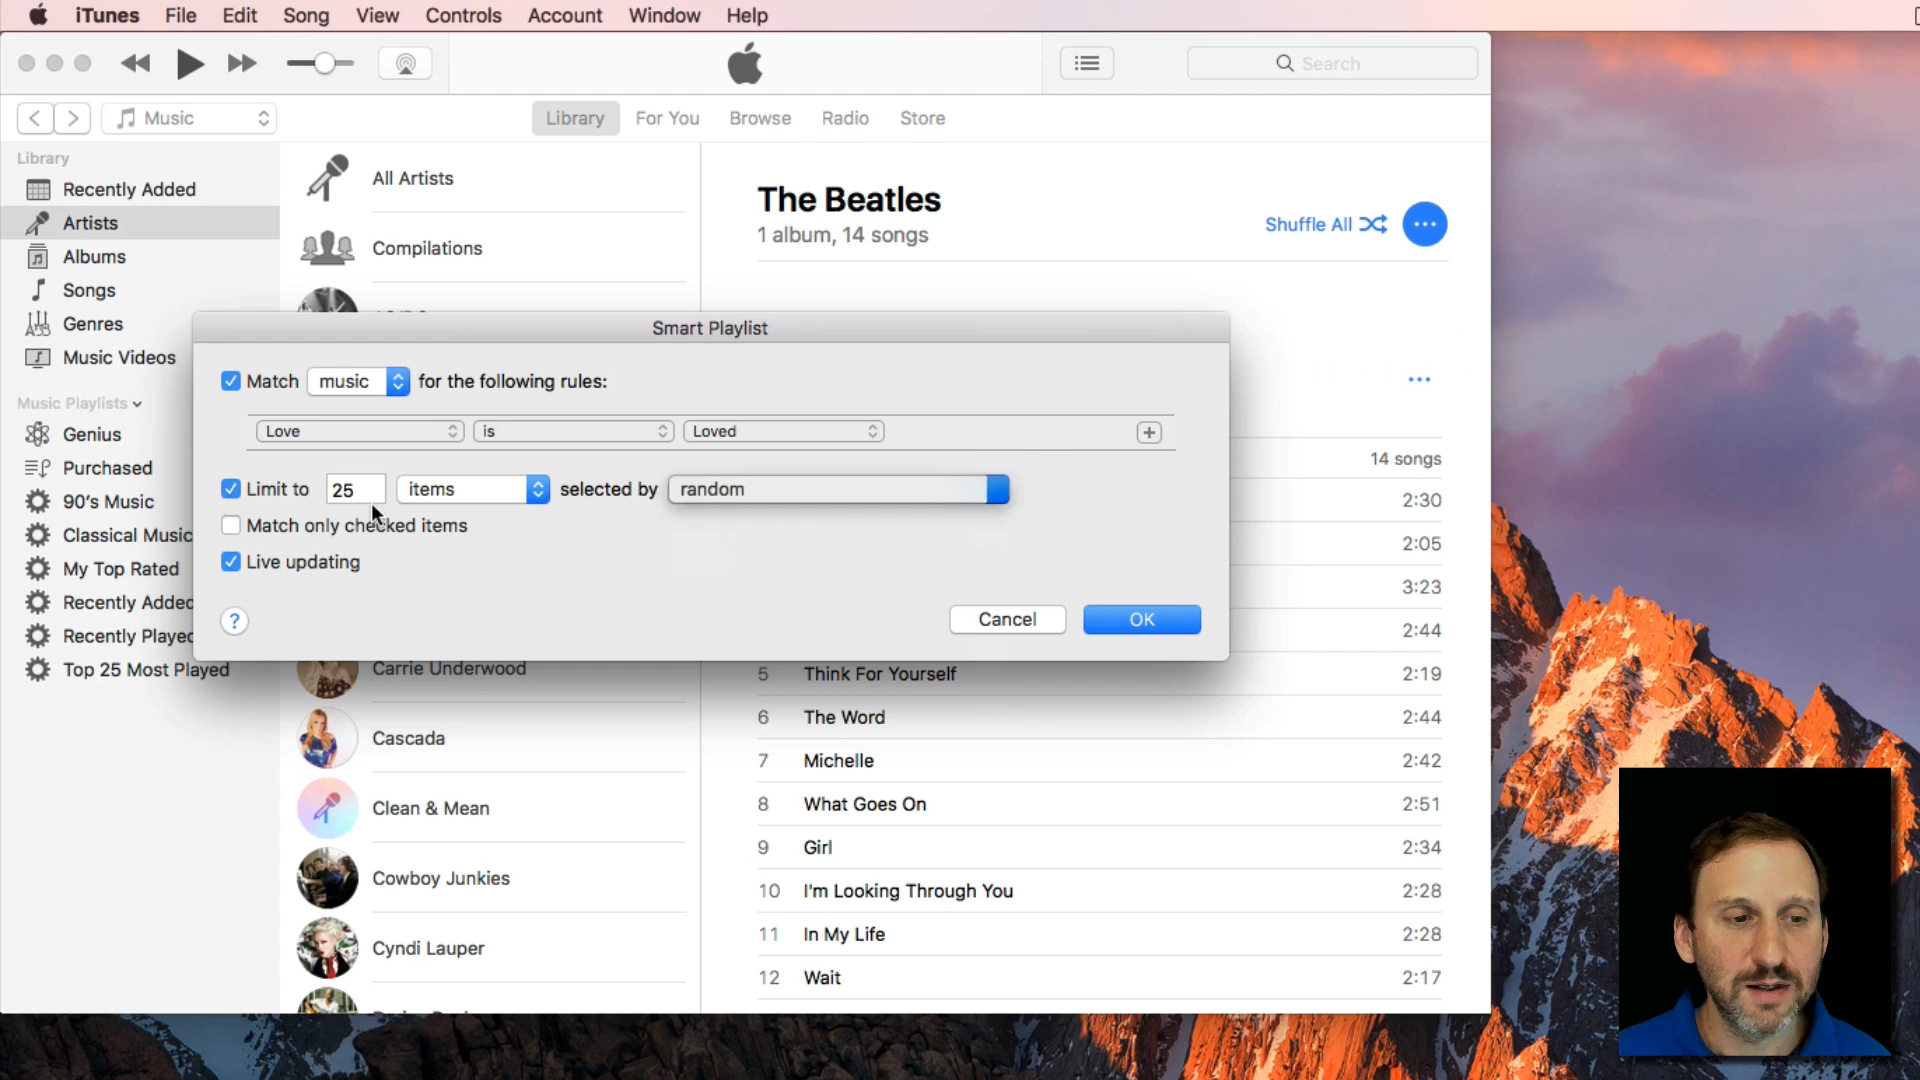 iTunes File Edit Song View Controls Account Window Help
Search
Music
Library For You Browse Radio Store
Library
Recently Added
Artists
Albums
Songs
Genres
Music Videos
Music Playlists
Genius
Purchased
90's Music
Classical Music
My Top Rated
Recently Added
Recently Played
Top 25 Most Played
All Artists
Compilations
Carrie Underwood
Cascada
Clean & Mean
Cowboy Junkies
Cyndi Lauper
The Beatles
1 album, 14 songs
Shuffle All
14 songs
2:30
2:05
3:23
2:44
5 Think For Yourself 2:19
6 The Word 2:44
7 Michelle 2:42
8 What Goes On 2:51
9 Girl 2:34
10 I'm Looking Through You 2:28
11 In My Life 2:28
12 Wait 2:17
Smart Playlist
Match music for the following rules:
Love is Loved +
Limit to 25 items selected by random
Match only checked items
Live updating
? Cancel OK